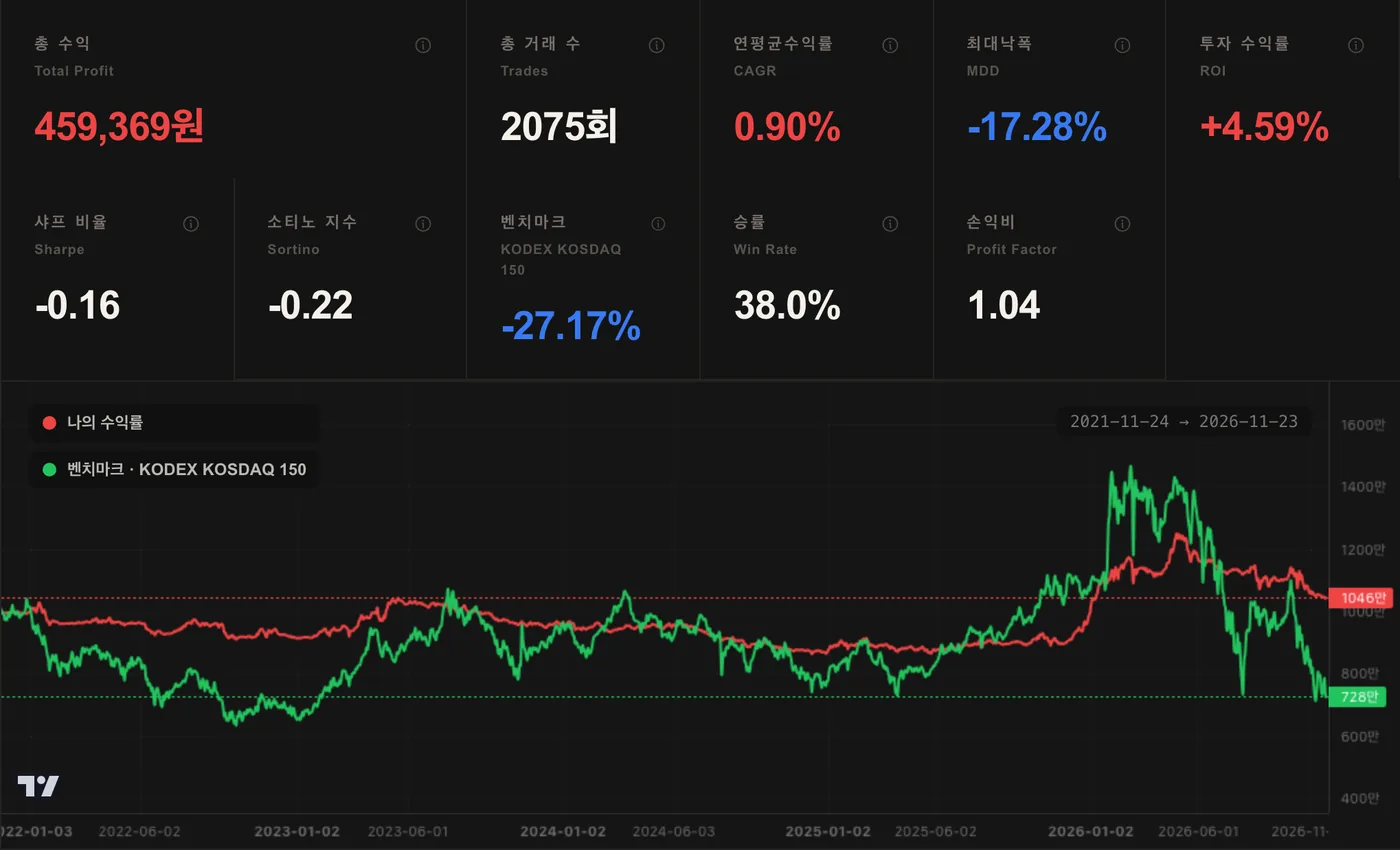 총 수익
Total Profit
459,369원
총 거래 수
Trades
2075회
연평균수익률
CAGR
0.90%
최대낙폭
MDD
-17.28%
투자 수익률
ROI
+4.59%
샤프 비율
Sharpe
-0.16
소티노 지수
Sortino
-0.22
벤치마크
KODEX KOSDAQ
150
-27.17%
승률
Win Rate
38.0%
손익비
Profit Factor
1.04
나의 수익률
벤치마크 · KODEX KOSDAQ 150
2021-11-24 → 2026-11-23
1600만
1400만
1200만
1046만
1000만
800만
728만
600만
400만
22-01-03
2022-06-02
2023-01-02
2023-06-01
2024-01-02
2024-06-03
2025-01-02
2025-06-02
2026-01-02
2026-06-01
2026-11-